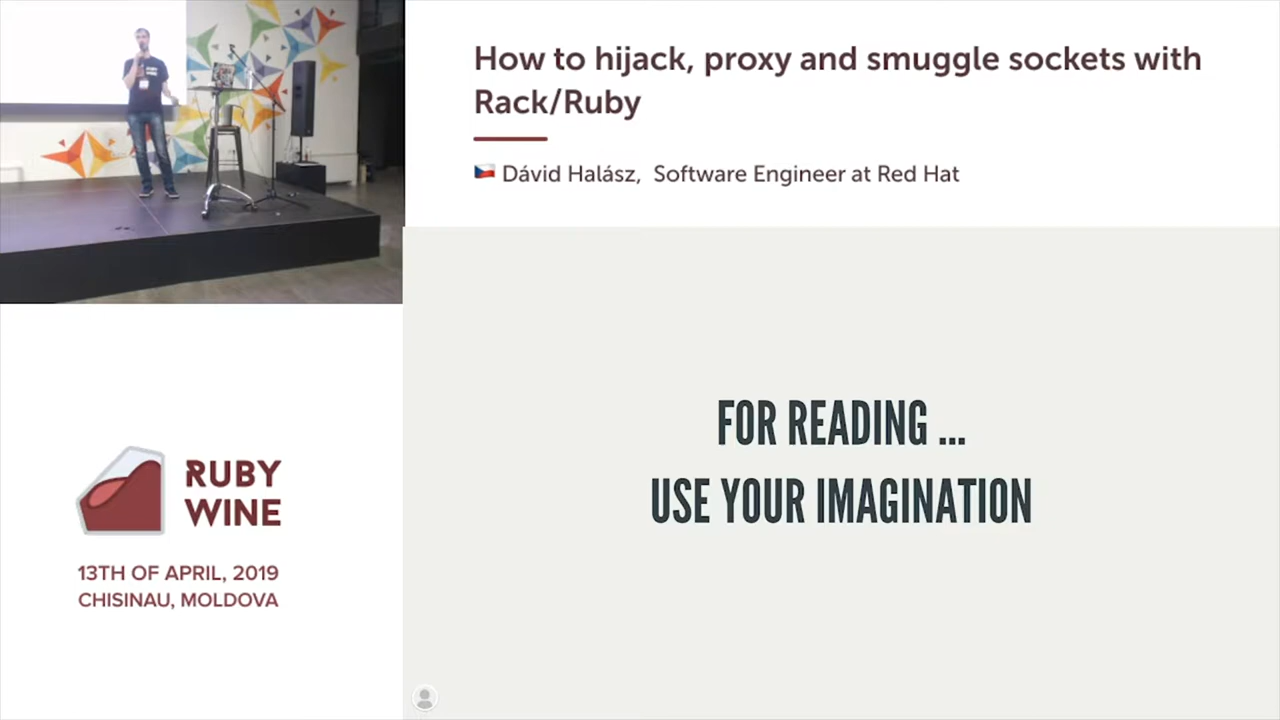 How to hijack, proxy and smuggle sockets with
Rack/Ruby
Dávid Halász, Software Engineer at Red Hat
FOR READING ...
USE YOUR IMAGINATION
RUBY
WINE
13TH OF APRIL, 2019
CHISINAU, MOLDOVA